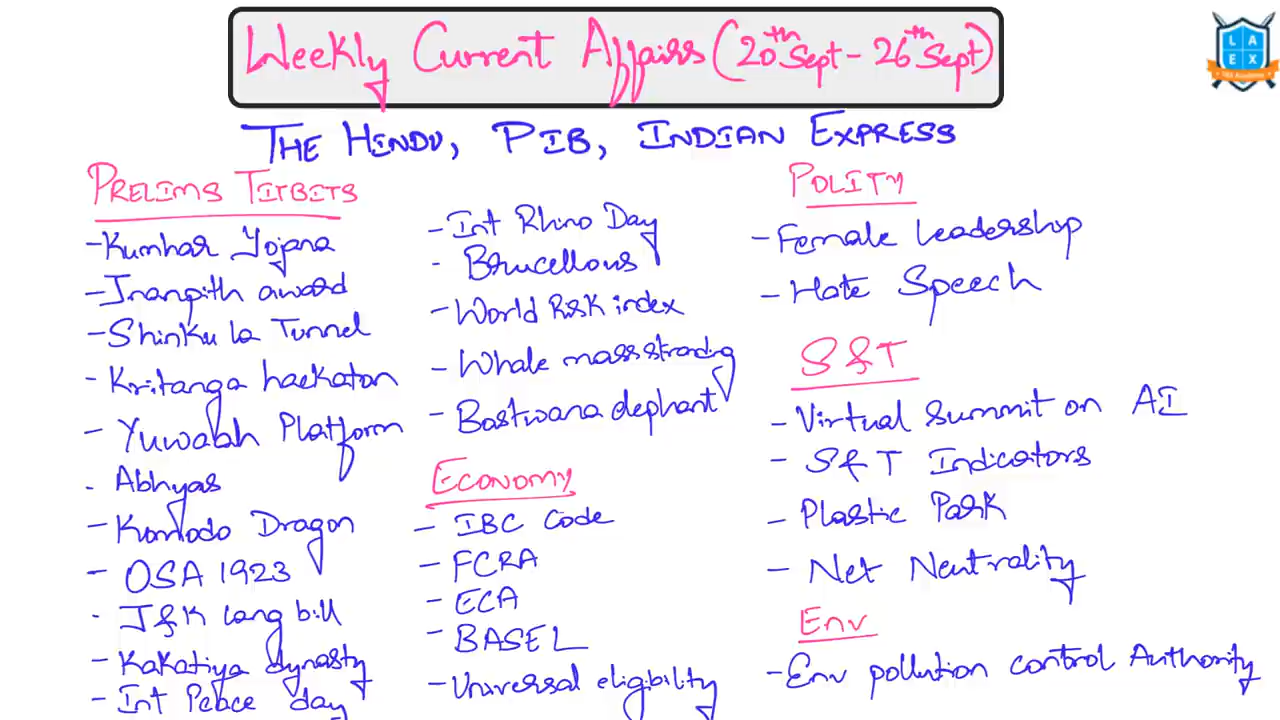 Weekly Current Affairs (20th Sept - 26th Sept)
L A
E X
THE HINDU, PIB, INDIAN EXPRESS
PRELIMS TITBITS
- Kumhar Yojana
- Jnanpith award
- Shinku la Tunnel
- Kritanga hackaton
- Yuwaah Platform
- Abhyas
- Komodo Dragon
- OSA 1923
- J&K lang bill
- Kakatiya dynasty
- Int Peace day
- Int Rhino Day
- Brucellous
- World Risk index
- Whale mass stranding
- Bostwana elephant
ECONOMY
- IBC Code
- FCRA
- ECA
- BASEL
- Universal eligibility
POLITY
- Female leadership
- Hate Speech
S&T
- Virtual Summit on AI
- S&T Indicators
- Plastic Park
- Net Neutrality
Env
- Env pollution control Authority